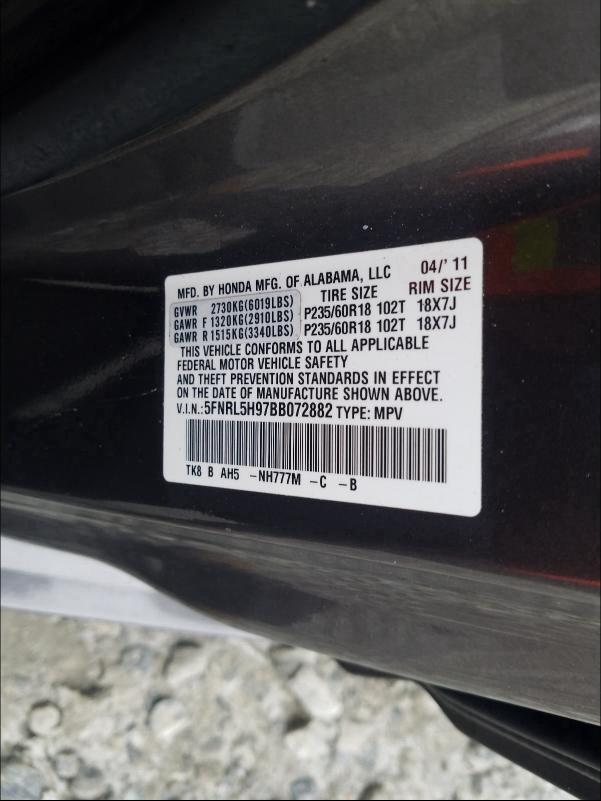 MFD. BY HONDA MFG. OF ALABAMA, LLC 04/' 11
TIRE SIZE RIM SIZE
GVWR 2730KG(6019LBS)
GAWR F 1320KG(2910LBS) P235/60R18 102T 18X7J
GAWR R 1515KG(3340LBS) P235/60R18 102T 18X7J
THIS VEHICLE CONFORMS TO ALL APPLICABLE
FEDERAL MOTOR VEHICLE SAFETY
AND THEFT PREVENTION STANDARDS IN EFFECT
ON THE DATE OF MANUFACTURE SHOWN ABOVE.
V.I.N.:5FNRL5H97BB072882 TYPE: MPV
TK8 B AH5 -NH777M -C -B